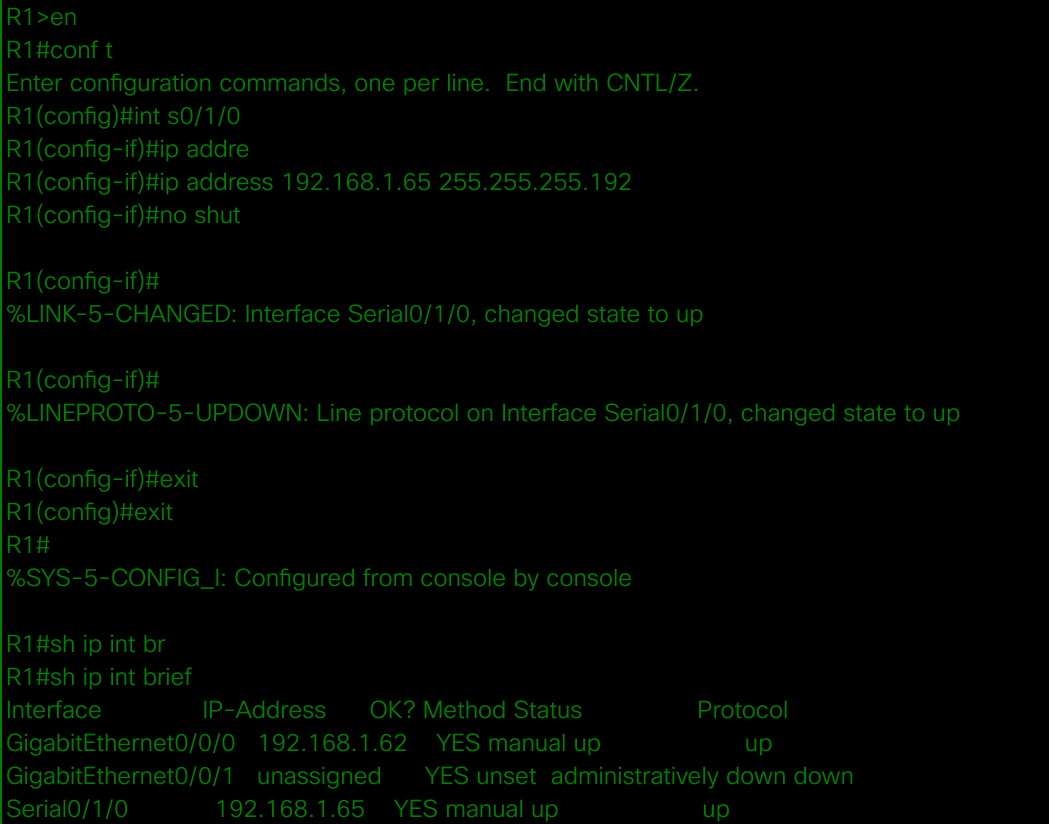 R1>en
R1#conf t
Enter configuration commands, one per line.  End with CNTL/Z.
R1(config)#int s0/1/0
R1(config-if)#ip addre
R1(config-if)#ip address 192.168.1.65 255.255.255.192
R1(config-if)#no shut
R1(config-if)#
%LINK-5-CHANGED: Interface Serial0/1/0, changed state to up
R1(config-if)#
%LINEPROTO-5-UPDOWN: Line protocol on Interface Serial0/1/0, changed state to up
R1(config-if)#exit
R1(config)#exit
R1#
%SYS-5-CONFIG_I: Configured from console by console
R1#sh ip int br
R1#sh ip int brief
Interface IP-Address OK? Method Status Protocol
GigabitEthernet0/0/0 192.168.1.62 YES manual up up
GigabitEthernet0/0/1 unassigned YES unset administratively down down
Serial0/1/0 192.168.1.65 YES manual up up